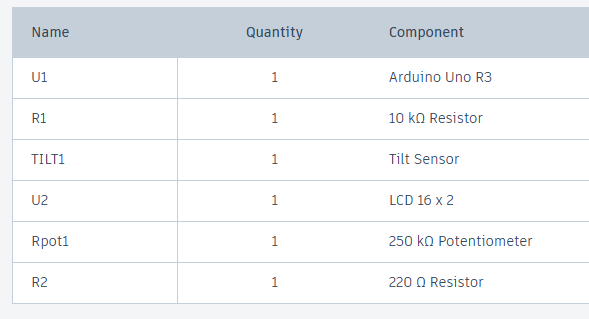 Name Quantity Component
U1 1 Arduino Uno R3
R1 1 10 kΩ Resistor
TILT1 1 Tilt Sensor
U2 1 LCD 16 x 2
Rpot1 1 250 kΩ Potentiometer
R2 1 220 Ω Resistor